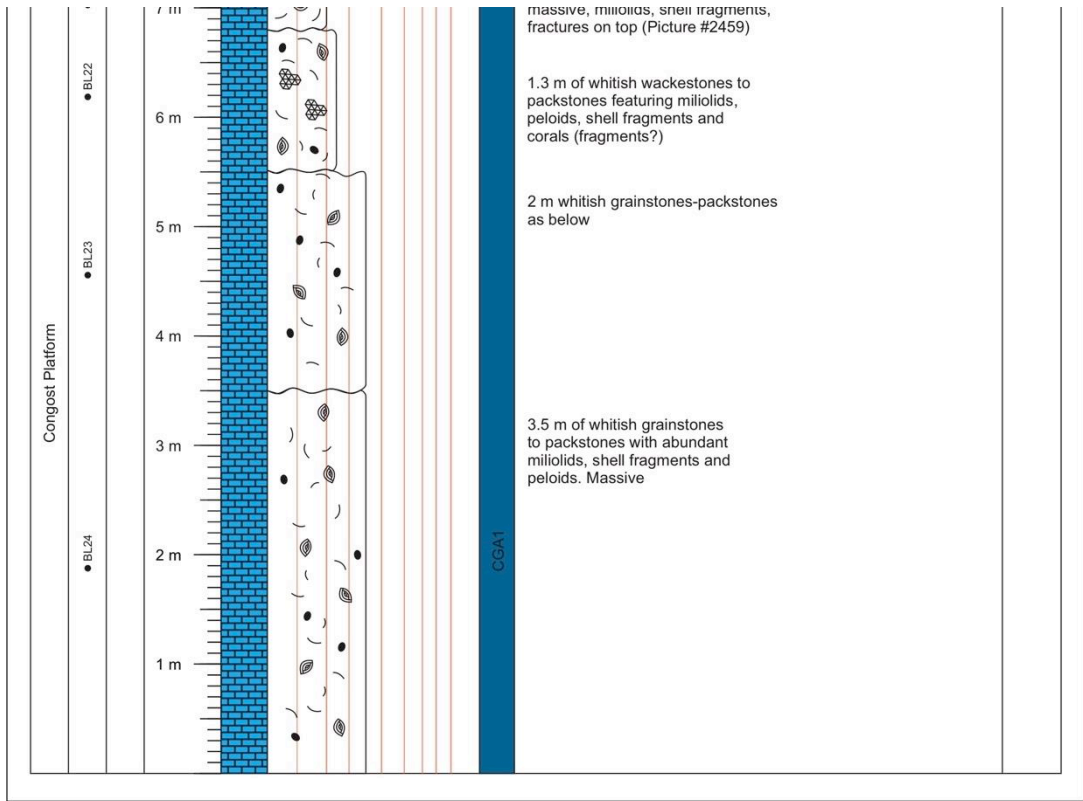 Congost Platform
BL22
BL23
BL24
7 m
6 m
5 m
4 m
3 m
2 m
1 m
CGA1
massive, miliolids, shell fragments,
fractures on top (Picture #2459)
1.3 m of whitish wackestones to
packstones featuring miliolids,
peloids, shell fragments and
corals (fragments?)
2 m whitish grainstones-packstones
as below
3.5 m of whitish grainstones
to packstones with abundant
miliolids, shell fragments and
peloids. Massive